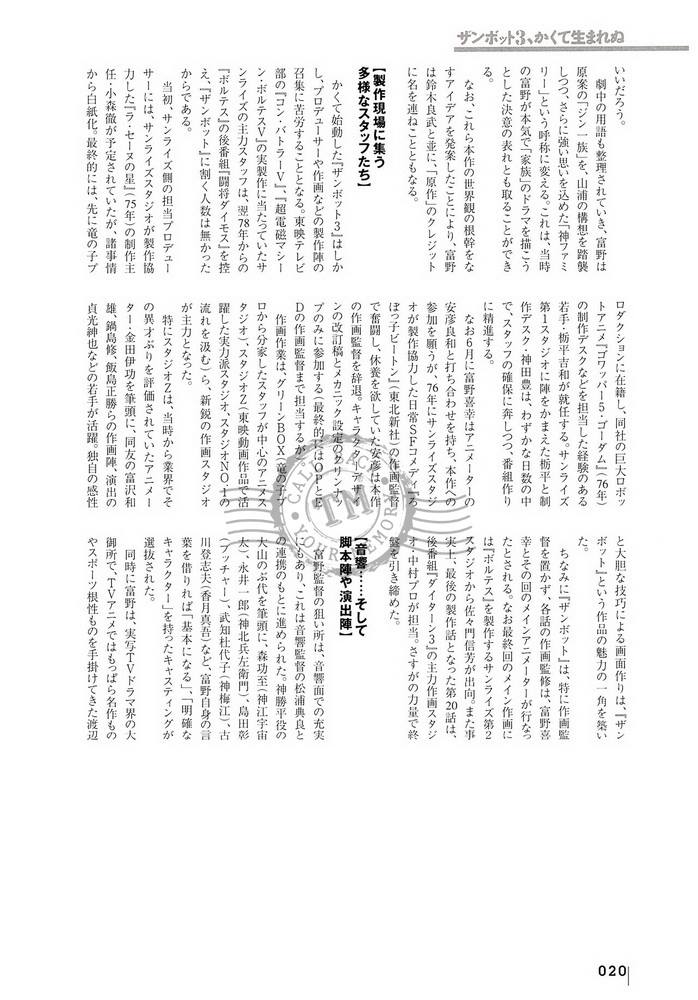 ザンボット3、かくて生まれぬ
いいだろう。
　劇中の用語も整理されていき、富野は
原案の「ジン一族」を、山浦の構想を踏襲
しつつ、さらに強い思いを込めた「神ファミ
リー」という呼称に変える。これは、当時
の富野が本気で「家族」のドラマを描こう
とした決意の表れとも取ることができ
る。
　なお、これら本作の世界観の根幹をな
すアイデアを発案したことにより、富野
は鈴木良武と並に、「原作」のクレジット
に名を連ねることともなる。
【製作現場に集う
多様なスタッフたち】
　かくて始動した『ザンボット3』はしか
し、プロデューサーや作画などの製作陣の
召集に苦労することとなる。東映テレビ
部の『コン・バトラーV』、『超電磁マシー
ン・ボルテスV』の実製作に当たっていたサ
ンライズの主力スタッフは、翌78年からの
『ボルテス』の後番組『闘将ダイモス』を控
え、『ザンボット』に割く人数は無かった
からである。
　当初、サンライズ側の担当プロデュー
サーには、サンライズスタジオが製作協
力した『ラ・セーヌの星』(75年)の制作主
任・小森徹が予定されていたが、諸事情
から白紙化。最終的には、先に竜の子プ
ロダクションに在籍し、同社の巨大ロボッ
トアニメ『ゴワッパー5・ゴーダム』(76年)
の制作デスクなどを担当した経験のある
若手・栃平吉和が就任する。サンライズ
第1スタジオに陣をかまえた栃平と制
作デスク・神田豊は、わずかな日数の中
で、スタッフの確保に奔しつつ、番組作り
に精進する。
　なお6月に富野喜幸はアニメーターの
安彦良和と打ち合わせを持ち、本作への
参加を願うが、76年にサンライズスタジ
オが製作協力した日常SFコメディ『ろ
ぼっ子ビートン』(東北新社)の作画監督
で奮闘し、休養を欲していた安彦は本作
の作画監督を辞退。キャラクター デザイ
ンの改訂稿とメカニック設定のクリンナッ
プのみに参加する(最終的にはOPとE
Dの作画監督まで担当するが)。
　作画作業は、グリーンBOX(竜の子プ
ロから分家したスタッフが中心のアニメス
タジオ)、スタジオZ(東映動画作品で活
躍した実力派スタジオ、スタジオNO.1の
流れを汲む)ら、新鋭の作画スタジオ
が主力となった。
　特にスタジオZは、当時から業界でそ
の異才ぶりを評価されていたアニメー
ター・金田伊功を筆頭に、同友の富沢和
雄、鍋島修、飯島正勝らの作画陣、演出の
貞光紳也などの若手が活躍。独自の感性
と大胆な技巧による画面作りは、『ザン
ボット』という作品の魅力の一角を築い
ていく。
　ちなみに『ザンボット』は、特に作画監
督を置かず、各話の作画監修は、富野喜
幸とその回のメインアニメーターが行なっ
たとされる。なお最終回のメイン作画に
は『ボルテス』を製作するサンライズ第2
スタジオから佐々門信芳が出向。また事
実上、最後の製作話となった第20話は、
後番組『ダイターン3』の主力作画スタジ
オ・中村プロが担当。さすがの力量で終
盤を引き締めた。
【音響……そして
脚本陣や演出陣】
　富野監督の狙い所は、音響面での充実
にもあり、これは音響監督の松浦典良と
の連携のもとに進められた。神勝平役の
大山のぶ代を筆頭に、森功至(神江宇宙
太)、永井一郎(神北兵左衛門)、島田彰
(ブッチャー)、武知杜代子(神梅江)、古
川登志夫(香月真吾)など、富野自身の言
葉を借りれば「基本になる」、「明確な
キャラクター」を持ったキャスティングが
選抜された。
　同時に富野は、実写TVドラマ界の大
御所で、TVアニメではもっぱら名作もの
やスポーツ根性ものを手掛けてきた渡辺
TM
020